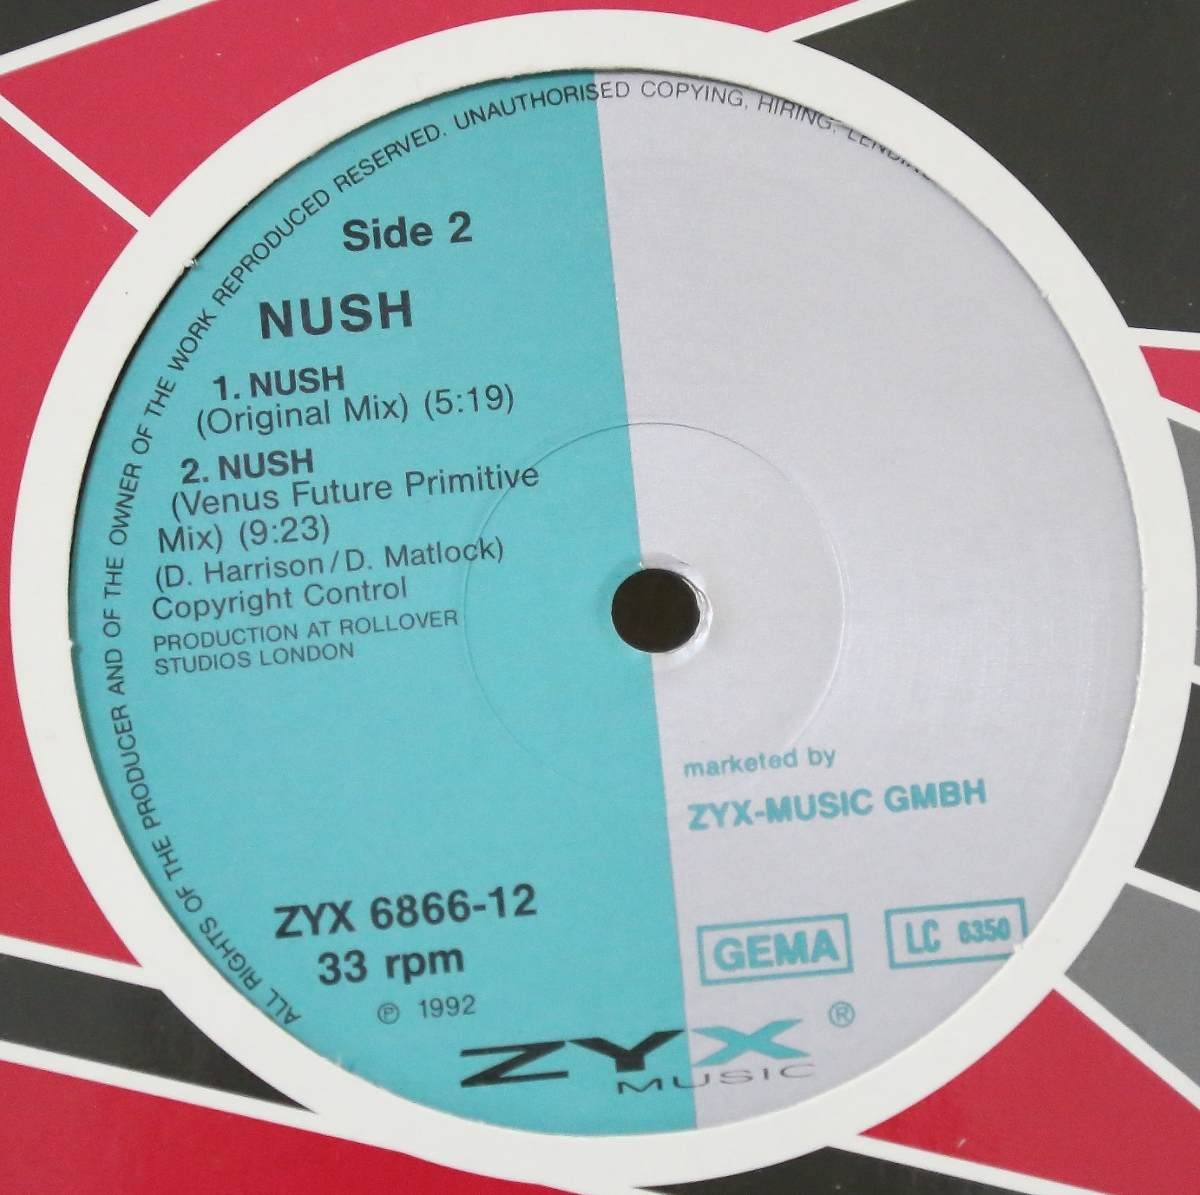 ALL RIGHTS OF THE PRODUCER AND OF THE OWNER OF THE WORK REPRODUCED RESERVED. UNAUTHORISED COPYING, HIRING, LENDING
Side 2
NUSH
1. NUSH
(Original Mix) (5:19)
2. NUSH
(Venus Future Primitive
Mix) (9:23)
(D. Harrison/D. Matlock)
Copyright Control
PRODUCTION AT ROLLOVER
STUDIOS LONDON
marketed by
ZYX-MUSIC GMBH
ZYX 6866-12
33 rpm
℗ 1992
GEMA
LC 6350
ZYX ®
MUSIC